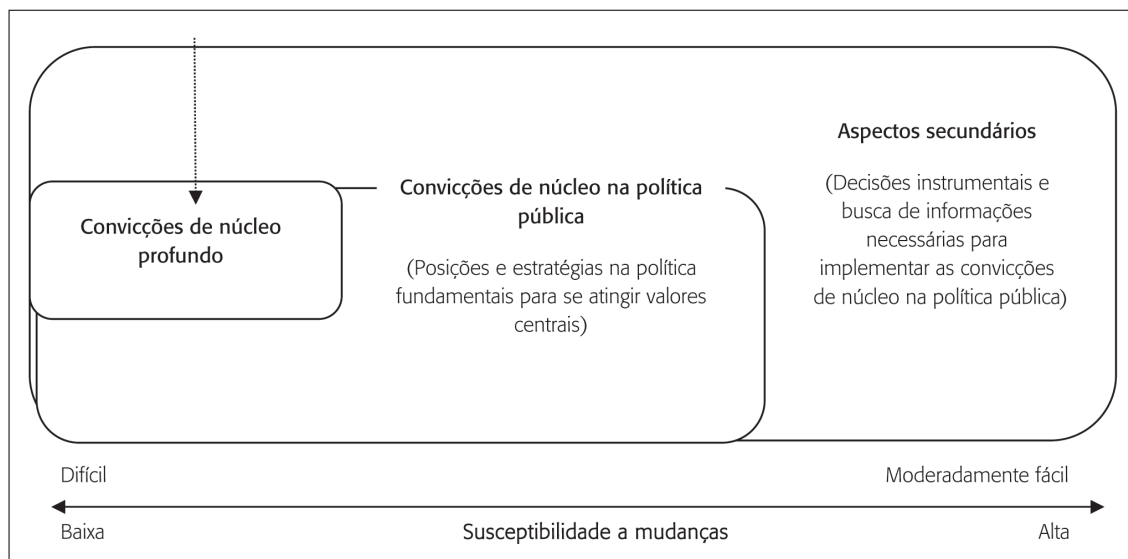 Convicções de núcleo
profundo
Convicções de núcleo na política
pública
(Posições e estratégias na política
fundamentais para se atingir valores
centrais)
Aspectos secundários
(Decisões instrumentais e
busca de informações
necessárias para
implementar as convicções
de núcleo na política pública)
Difícil
Moderadamente fácil
Baixa
Susceptibilidade a mudanças
Alta